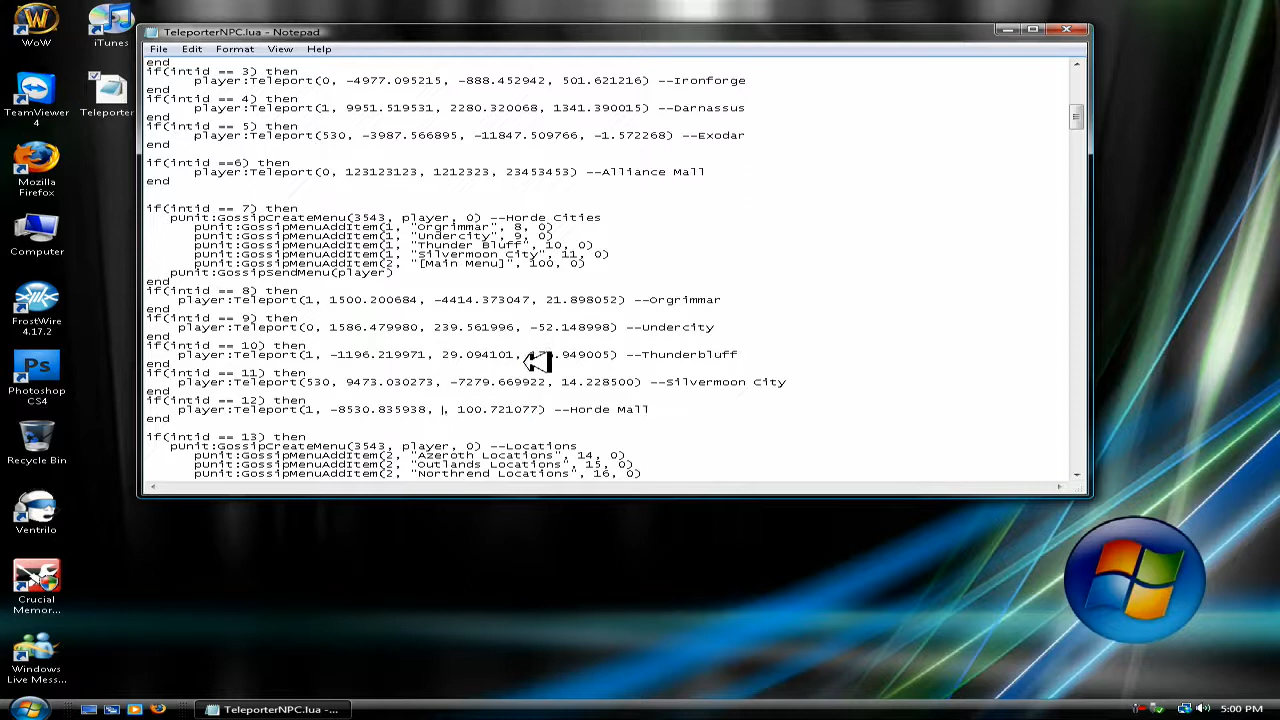 WoW
iTunes
TeamViewer 4
Teleporter
Mozilla Firefox
Computer
FrostWire 4.17.2
Ps
Photoshop CS4
Recycle Bin
Ventrilo
Crucial Memor...
Windows Live Mess...
TeleporterNPC.lua - Notepad
File Edit Format View Help
end
if(intid == 3) then
player:Teleport(0, -4977.095215, -888.452942, 501.621216) --Ironforge
end
if(intid == 4) then
player:Teleport(1, 9951.519531, 2280.320068, 1341.390015) --Darnassus
end
if(intid == 5) then
player:Teleport(530, -3987.566895, -11847.509766, -1.572268) --Exodar
end
if(intid ==6) then
player:Teleport(0, 123123123, 1212323, 23453453) --Alliance Mall
end
if(intid == 7) then
punit:GossipCreateMenu(3543, player, 0) --Horde Cities
punit:GossipMenuAddItem(1, "Orgrimmar", 8, 0)
punit:GossipMenuAddItem(1, "Undercity", 9, 0)
punit:GossipMenuAddItem(1, "Thunder Bluff", 10, 0)
punit:GossipMenuAddItem(1, "Silvermoon City", 11, 0)
punit:GossipMenuAddItem(2, "[Main Menu]", 100, 0)
punit:GossipSendMenu(player)
end
if(intid == 8) then
player:Teleport(1, 1500.200684, -4414.373047, 21.898052) --Orgrimmar
end
if(intid == 9) then
player:Teleport(0, 1586.479980, 239.561996, -52.148998) --Undercity
end
if(intid == 10) then
player:Teleport(1, -1196.219971, 29.094101, .949005) --Thunderbluff
end
if(intid == 11) then
player:Teleport(530, 9473.030273, -7279.669922, 14.228500) --Silvermoon City
end
if(intid == 12) then
player:Teleport(1, -8530.835938, , 100.721077) --Horde Mall
end
if(intid == 13) then
punit:GossipCreateMenu(3543, player, 0) --Locations
punit:GossipMenuAddItem(2, "Azeroth Locations", 14, 0)
punit:GossipMenuAddItem(2, "Outlands Locations", 15, 0)
punit:GossipMenuAddItem(2, "Northrend Locations", 16, 0)
TeleporterNPC.lua -...
5:00 PM